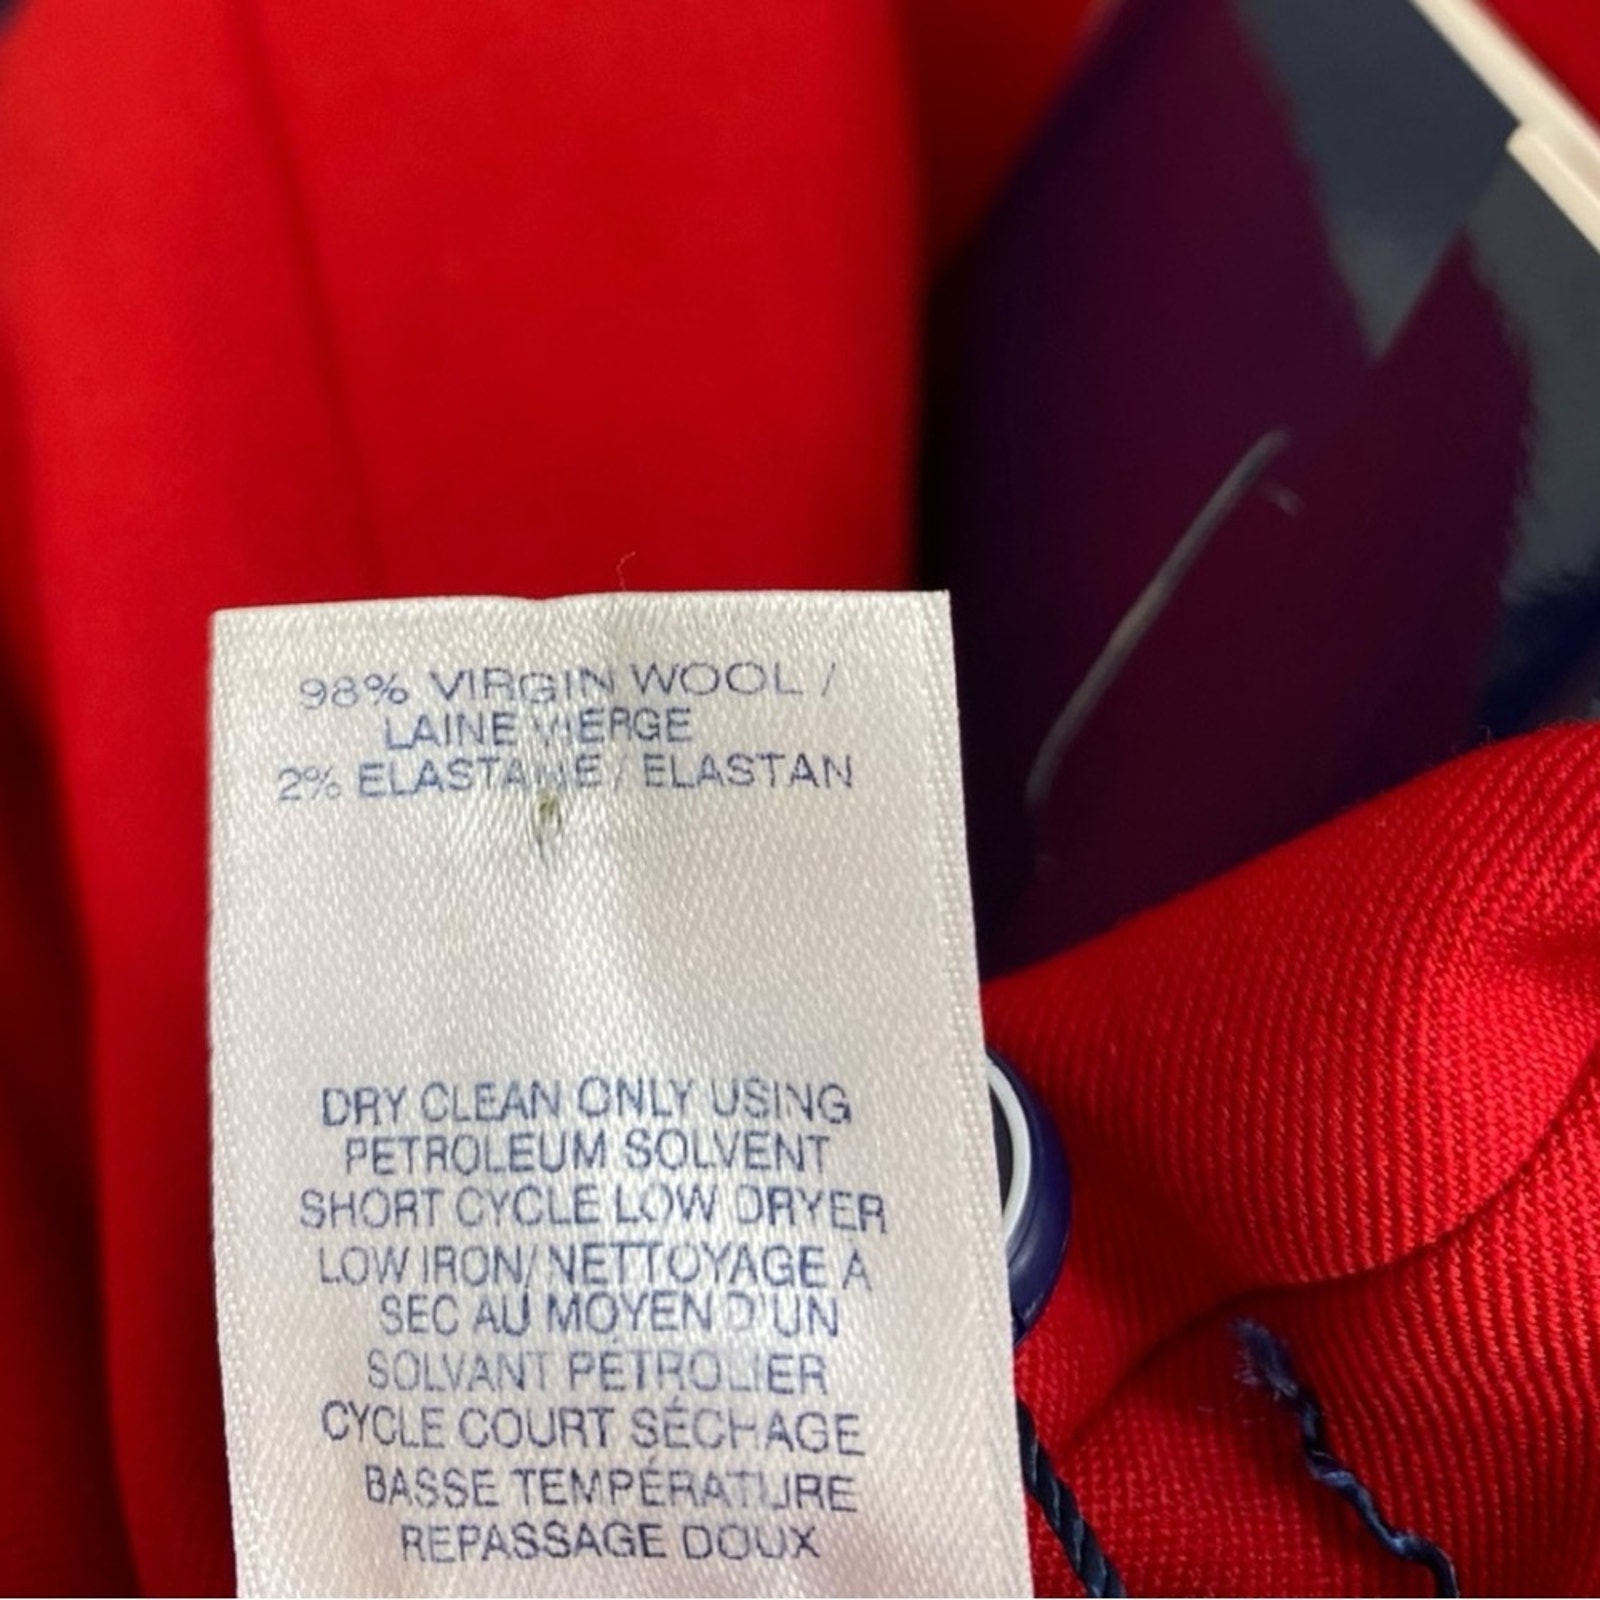 98% VIRGIN WOOL /
LAINE VIERGE
2% ELASTANE / ELASTAN
DRY CLEAN ONLY USING
PETROLEUM SOLVENT
SHORT CYCLE LOW DRYER
LOW IRON/ NETTOYAGE A
SEC AU MOYEN D'UN
SOLVANT PÉTROLIER
CYCLE COURT SÉCHAGE
BASSE TEMPÉRATURE
REPASSAGE DOUX